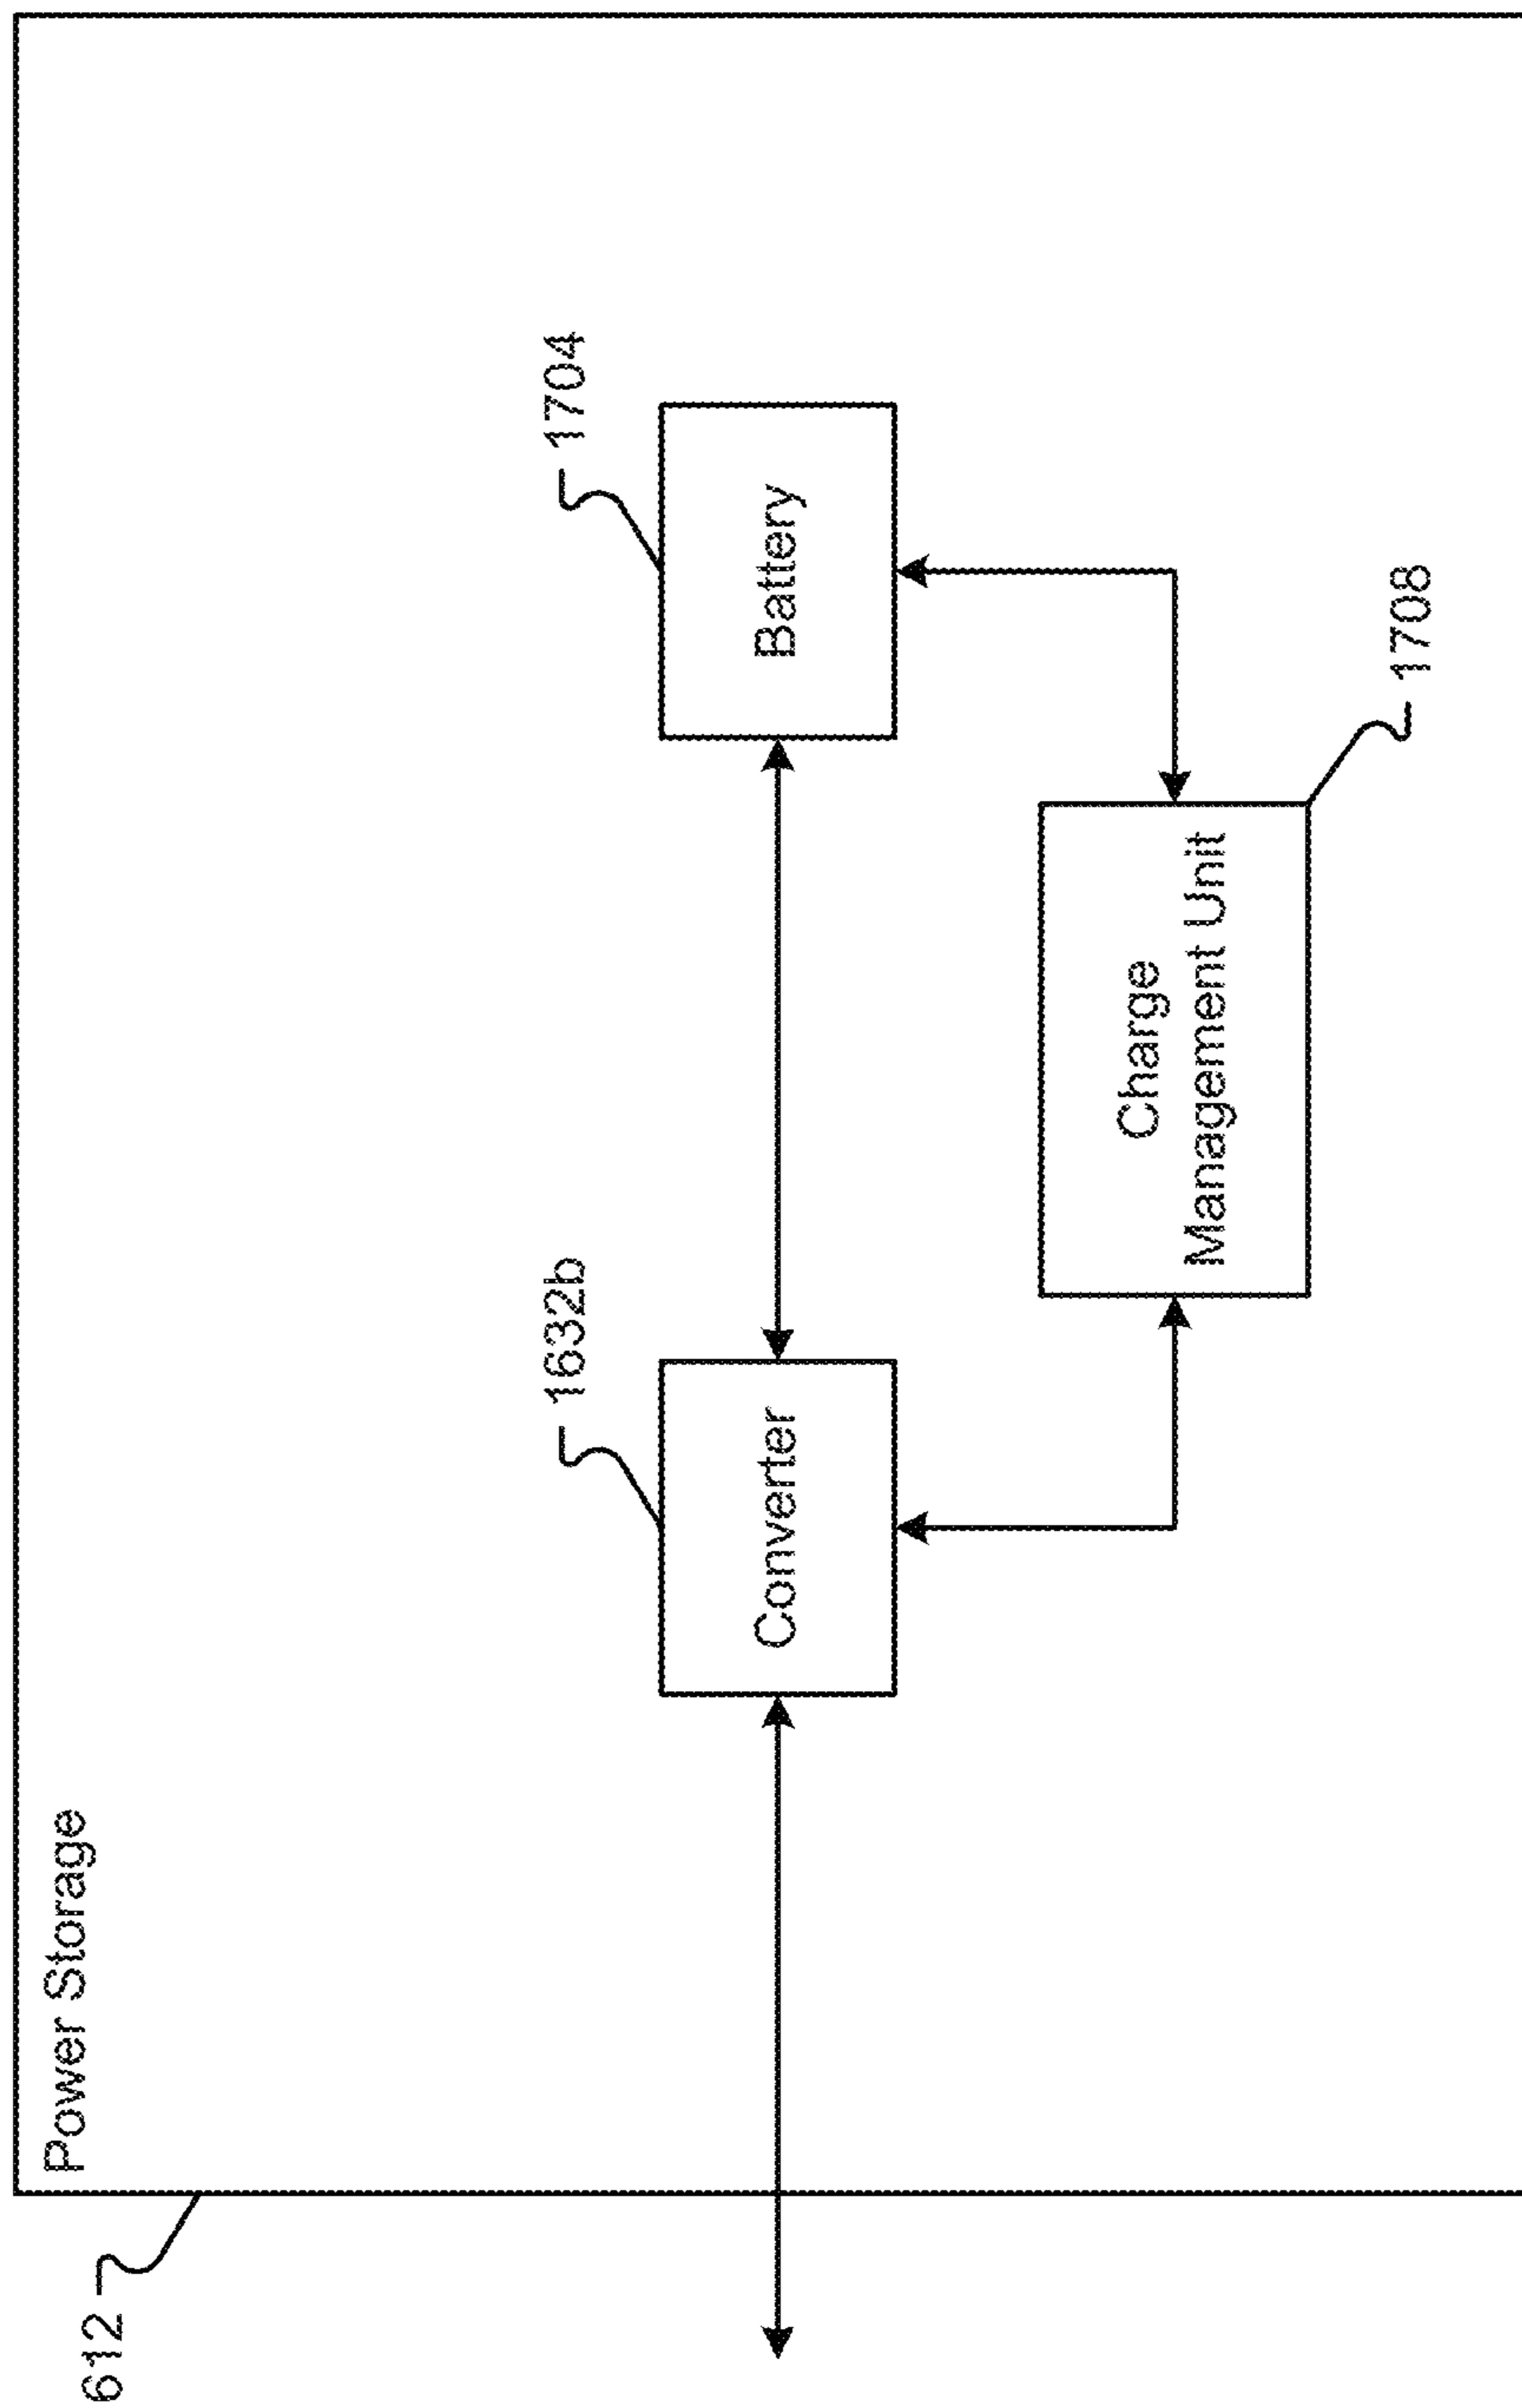 612
Power Storage
1632b
1704
Converter
Battery
Charge
Management Unit
1708